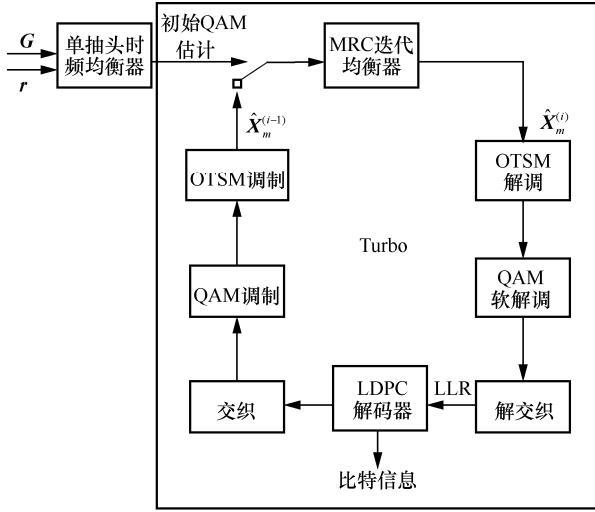 G
r
单抽头时
频均衡器
初始QAM
估计
MRC迭代
均衡器
X̂ₘ⁽ⁱ⁻¹⁾
X̂ₘ⁽ⁱ⁾
OTSM调制
OTSM
解调
Turbo
QAM调制
QAM
软解调
交织
LDPC
解码器
LLR
解交织
比特信息